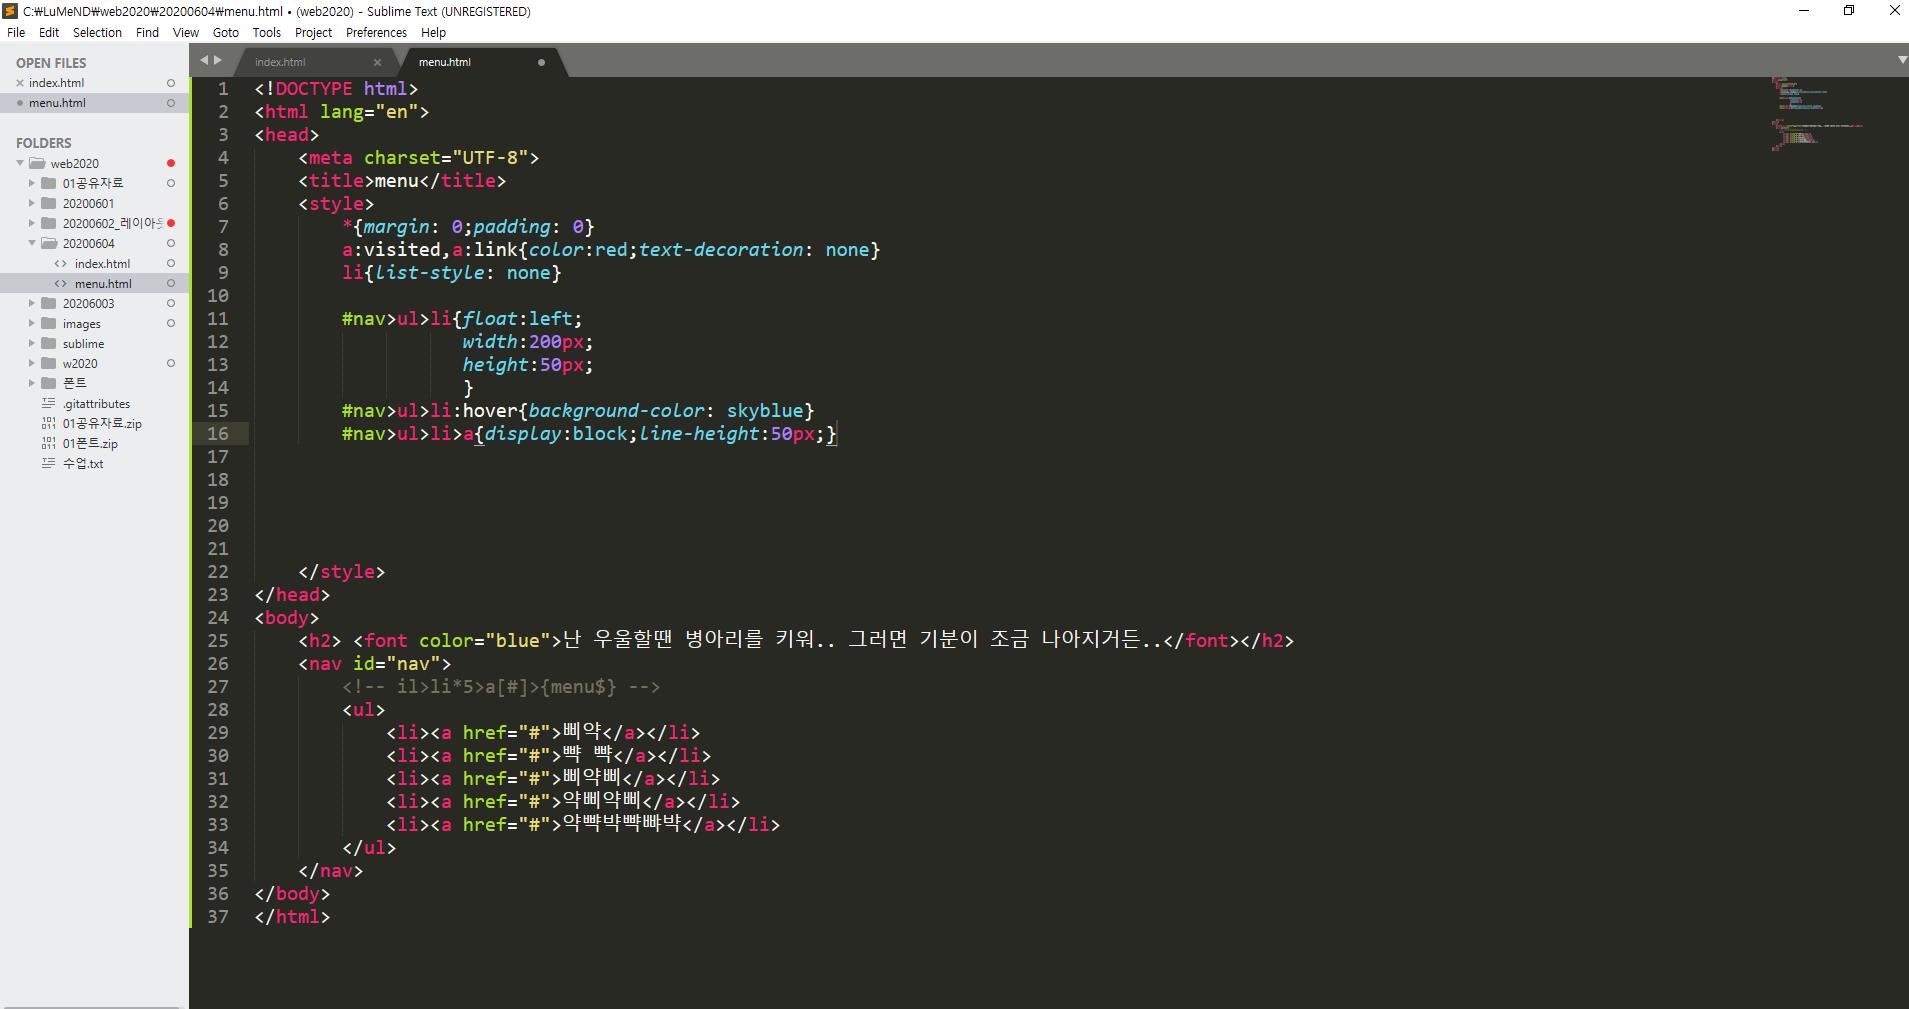 C:₩LuMeND₩web2020₩20200604₩menu.html • (web2020) - Sublime Text (UNREGISTERED)
File Edit Selection Find View Goto Tools Project Preferences Help
OPEN FILES
index.html
menu.html
FOLDERS
web2020
01공유자료
20200601
20200602_레이아웃
20200604
index.html
menu.html
20206003
images
sublime
w2020
폰트
.gitattributes
01공유자료.zip
01폰트.zip
수업.txt
index.html menu.html
1 <!DOCTYPE html>
2 <html lang="en">
3 <head>
4 <meta charset="UTF-8">
5 <title>menu</title>
6 <style>
7 *{margin: 0;padding: 0}
8 a:visited,a:link{color:red;text-decoration: none}
9 li{list-style: none}
10
11 #nav>ul>li{float:left;
12 width:200px;
13 height:50px;
14 }
15 #nav>ul>li:hover{background-color: skyblue}
16 #nav>ul>li>a{display:block;line-height:50px;}
17
18
19
20
21
22 </style>
23 </head>
24 <body>
25 <h2> <font color="blue">난 우울할땐 병아리를 키워.. 그러면 기분이 조금 나아지거든..</font></h2>
26 <nav id="nav">
27 <!-- il>li*5>a[#]>{menu$} -->
28 <ul>
29 <li><a href="#">삐약</a></li>
30 <li><a href="#">뺙 뺙</a></li>
31 <li><a href="#">삐약삐</a></li>
32 <li><a href="#">약삐약삐</a></li>
33 <li><a href="#">약뺙뱍뺙뺘뱍</a></li>
34 </ul>
35 </nav>
36 </body>
37 </html>